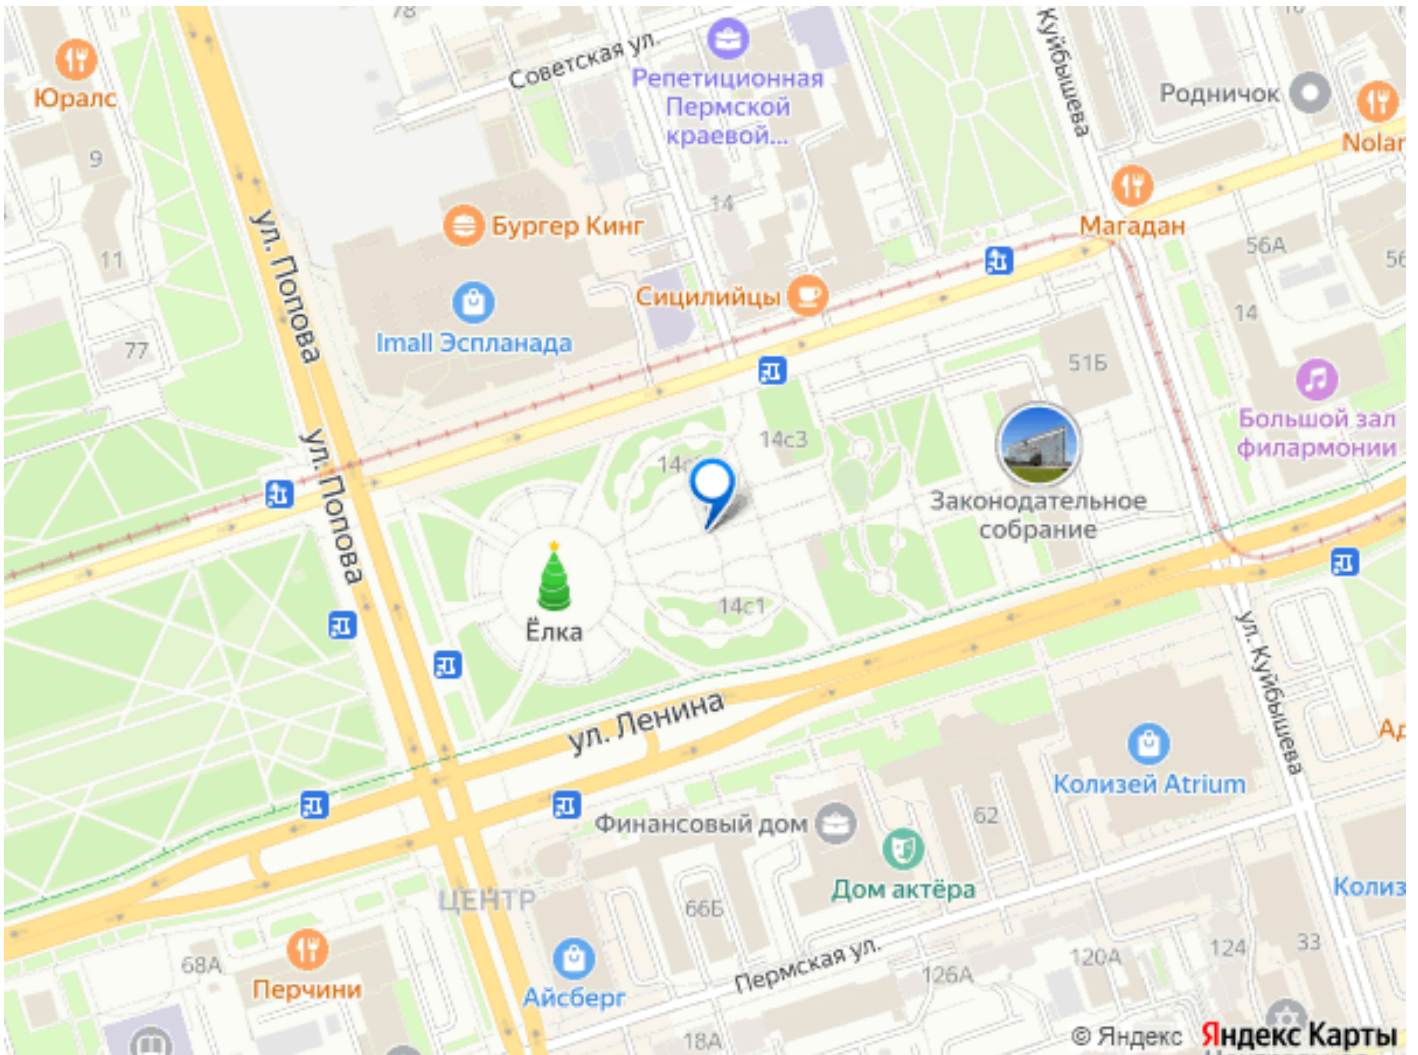 78
Советская ул.
Куйбышева
Юралс
Репетиционная
Пермской
краевой...
Родничок
9
14
Магадан
ул. Попова
Бургер Кинг
11
56А
Сицилийцы
14
Imall Эспланада
77
51Б
Большой зал
филармонии
14с3
ул. Попова
Законодательное
собрание
14с1
Ёлка
ул. Ленина
ул. Куйбышева
Колизей Atrium
Финансовый дом
62
Дом актёра
ЦЕНТР
66Б
Пермская ул.
68А
Перчини
Айсберг
126А
120А
124
33
18А
© Яндекс Яндекс Карты